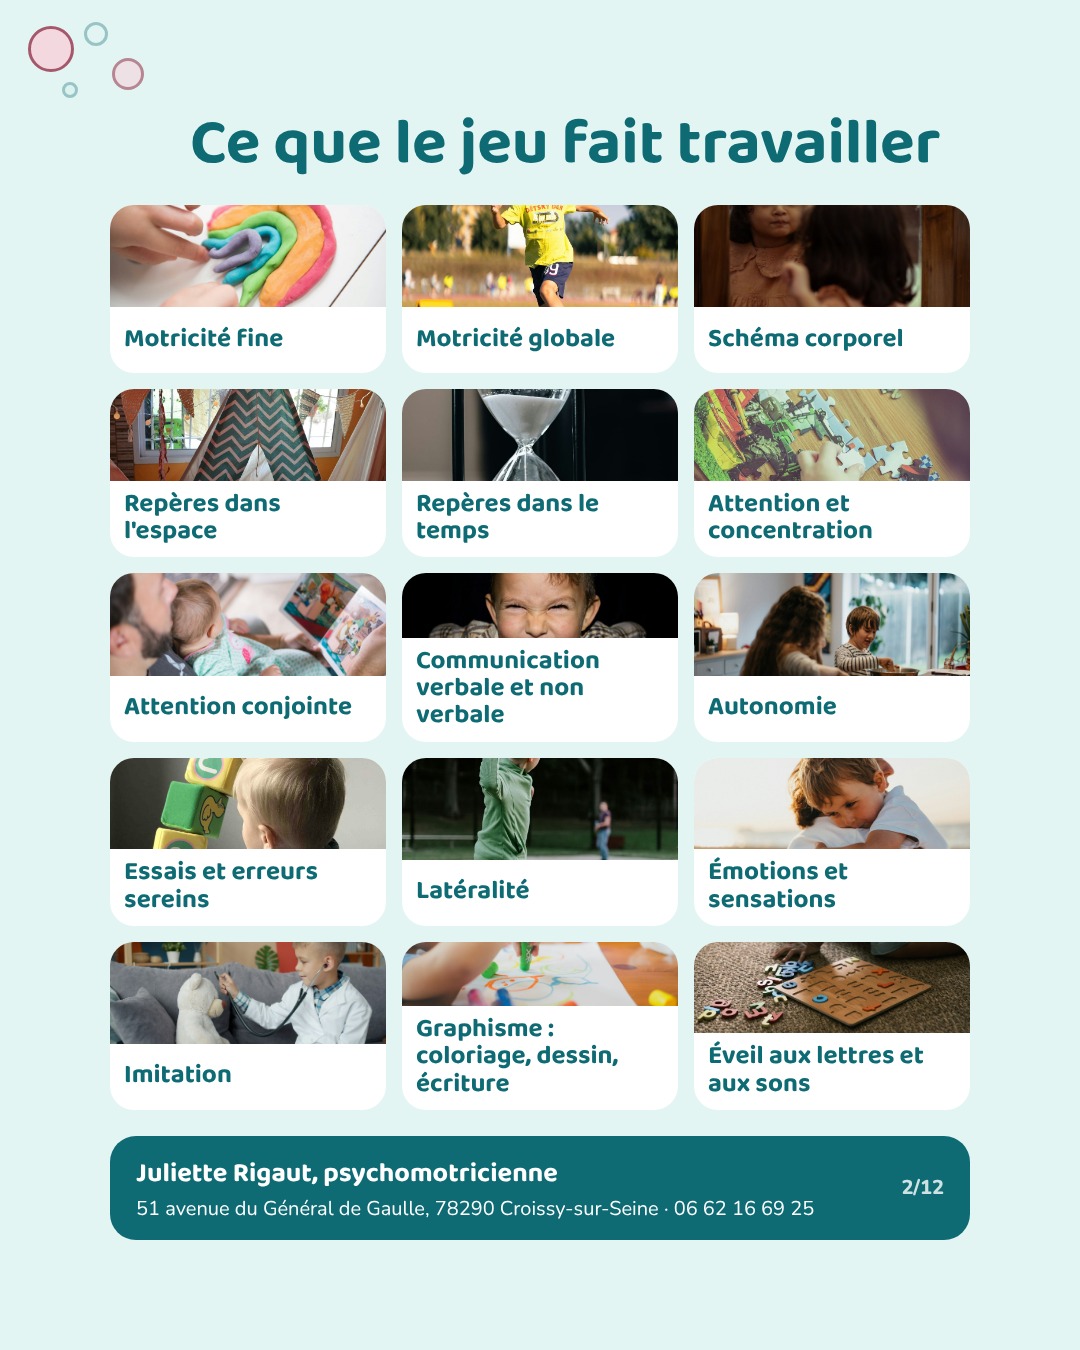 Ce que le jeu fait travailler
Motricité fine
Motricité globale
Schéma corporel
Repères dans
l'espace
Repères dans le
temps
Attention et
concentration
Attention conjointe
Communication
verbale et non
verbale
Autonomie
Essais et erreurs
sereins
Latéralité
Émotions et
sensations
Imitation
Graphisme :
coloriage, dessin,
écriture
Éveil aux lettres et
aux sons
Juliette Rigaut, psychomotricienne
51 avenue du Général de Gaulle, 78290 Croissy-sur-Seine · 06 62 16 69 25
2/12